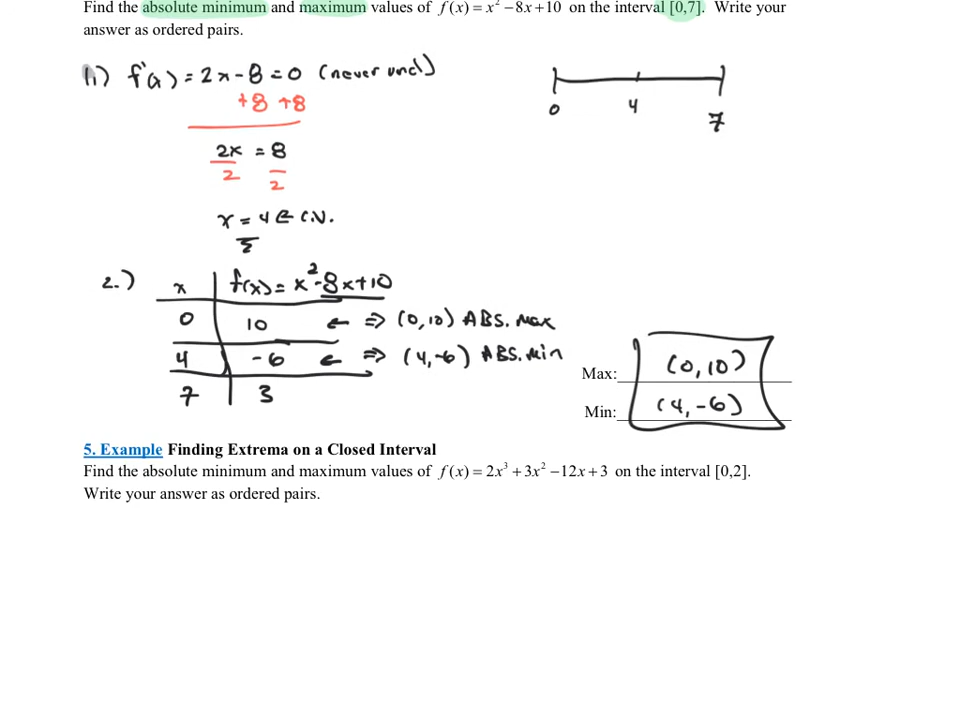 Find the absolute minimum and maximum values of f(x) = x² – 8x + 10 on the interval [0,7]. Write your
answer as ordered pairs.
1.) f'(x) = 2x - 8 = 0 (never und)
+8 +8
0 4 7
2x = 8
2 2
x = 4 ← C.V.
2.) x f(x) = x² - 8x + 10
0 10 ← ⇒ (0,10) ABS. Max
4 -6 ← ⇒ (4,-6) ABS. Min
7 3
Max: (0,10)
Min: (4,-6)
5. Example Finding Extrema on a Closed Interval
Find the absolute minimum and maximum values of f(x) = 2x³ + 3x² – 12x + 3 on the interval [0,2].
Write your answer as ordered pairs.